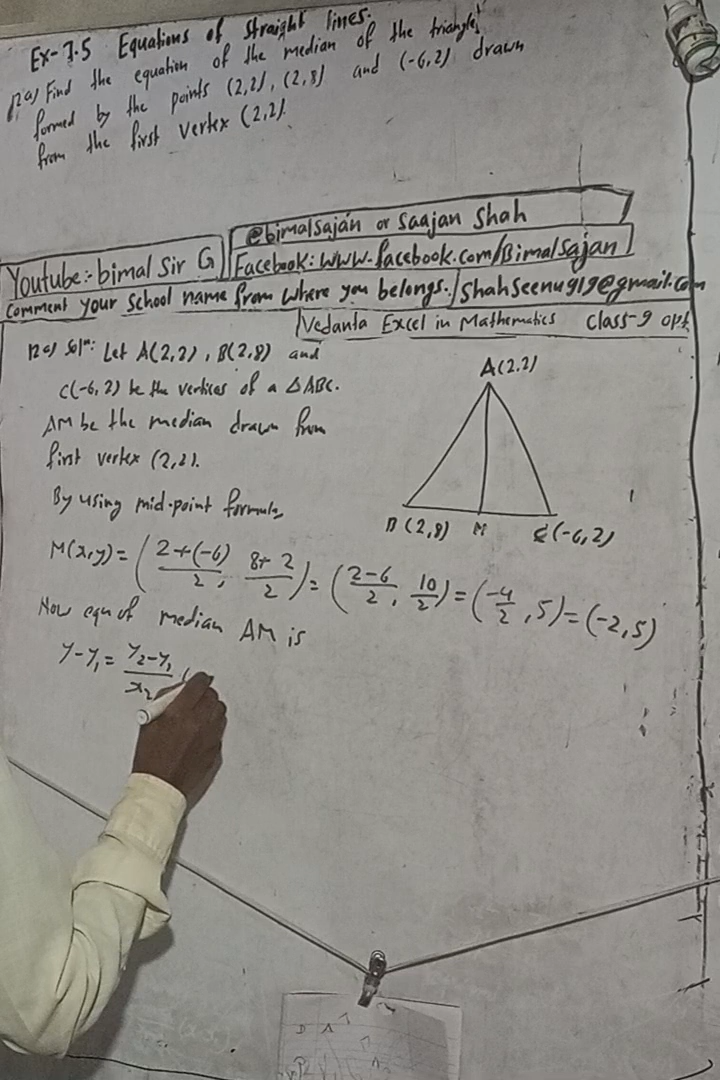 Ex-7.5 Equations of straight lines.
12 a) Find the equation of the median of the triangle
formed by the points (2,2), (2,8) and (-6,2) drawn
from the first vertex (2,2).
@bimalsajan or Saajan Shah
Youtube:- bimal Sir G
Facebook: www.facebook.com/Bimalsajan
Comment your school name from where you belongs. / shahseenu919@gmail.com
Vedanta Excel in Mathematics Class-9 opt
12 a) Solⁿ: Let A(2,2), B(2,8) and
C(-6,2) be the vertices of a △ABC.
AM be the median drawn from
first vertex (2,2).
By using mid-point formula,
A(2,2)
B (2,8) M C(-6,2)
M(x,y) = (2+(-6)/2, 8+2/2) = (2-6/2, 10/2) = (-4/2, 5) = (-2,5)
Now eqn of median AM is
y-y₁ = y₂-y₁/x₂ (